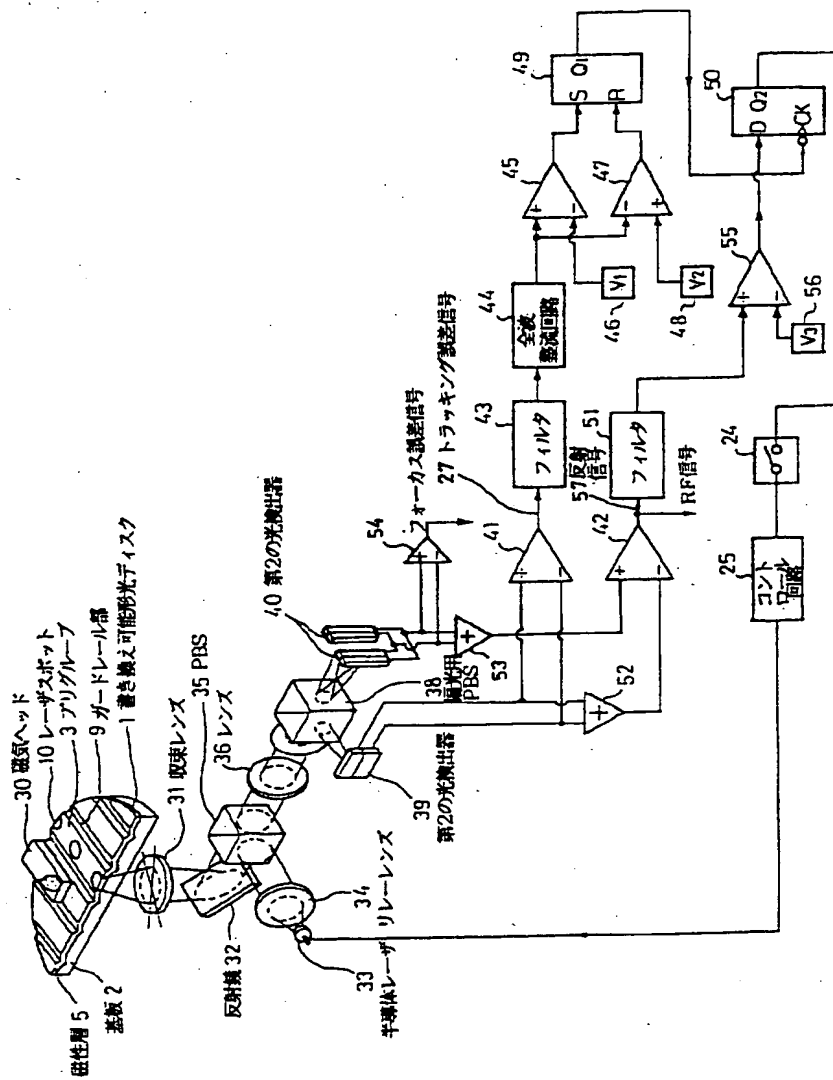 30 磁気ヘッド
10 レーザスポット
3 プリグルーブ
9 ガードレール部
1 書き換え可能形光ディスク
31 収束レンズ
35 PBS
36 レンズ
磁性層 5
基板 2
反射鏡 32
33
半導体レーザ
34
リレーレンズ
38
偏光用
PBS
39
第2の光検出器
40 第2の光検出器
54
フォーカス誤差信号
53
+
52
+
41
+
-
27 トラッキング誤差信号
42
+
-
43
フィルタ
44
全波
整流回路
57 反射
信号
51
フィルタ
RF信号
45
+
-
V1
46
47
-
+
V2
48
49
S
Q1
R
50
D
Q2
CK
55
+
-
V3
56
24
25
コント
ロール
回路